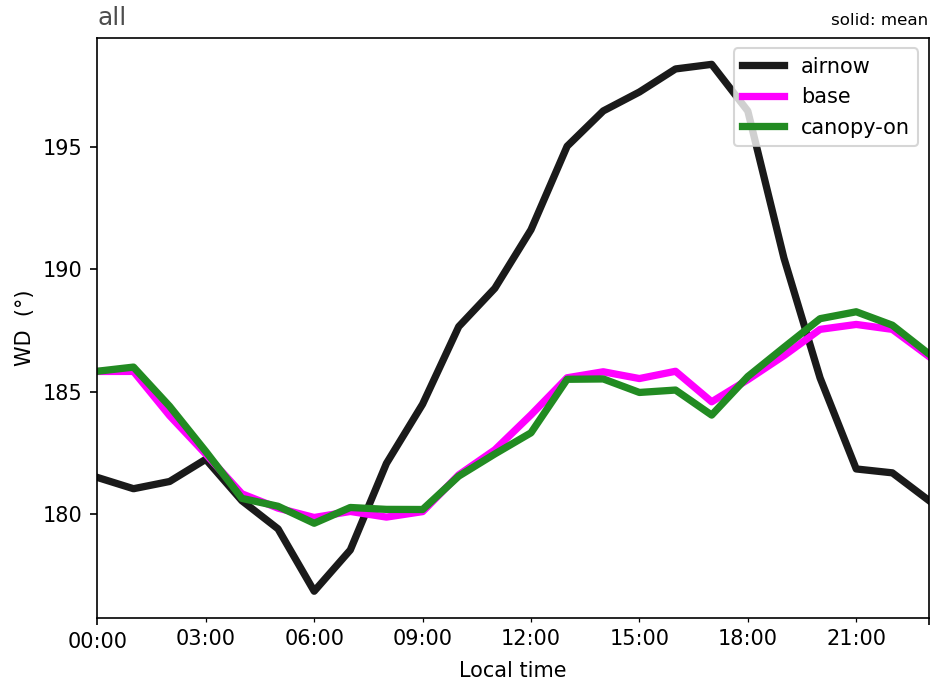 all
solid: mean
airnow
base
canopy-on
195
190
185
180
WD (°)
00:00 03:00 06:00 09:00 12:00 15:00 18:00 21:00
Local time